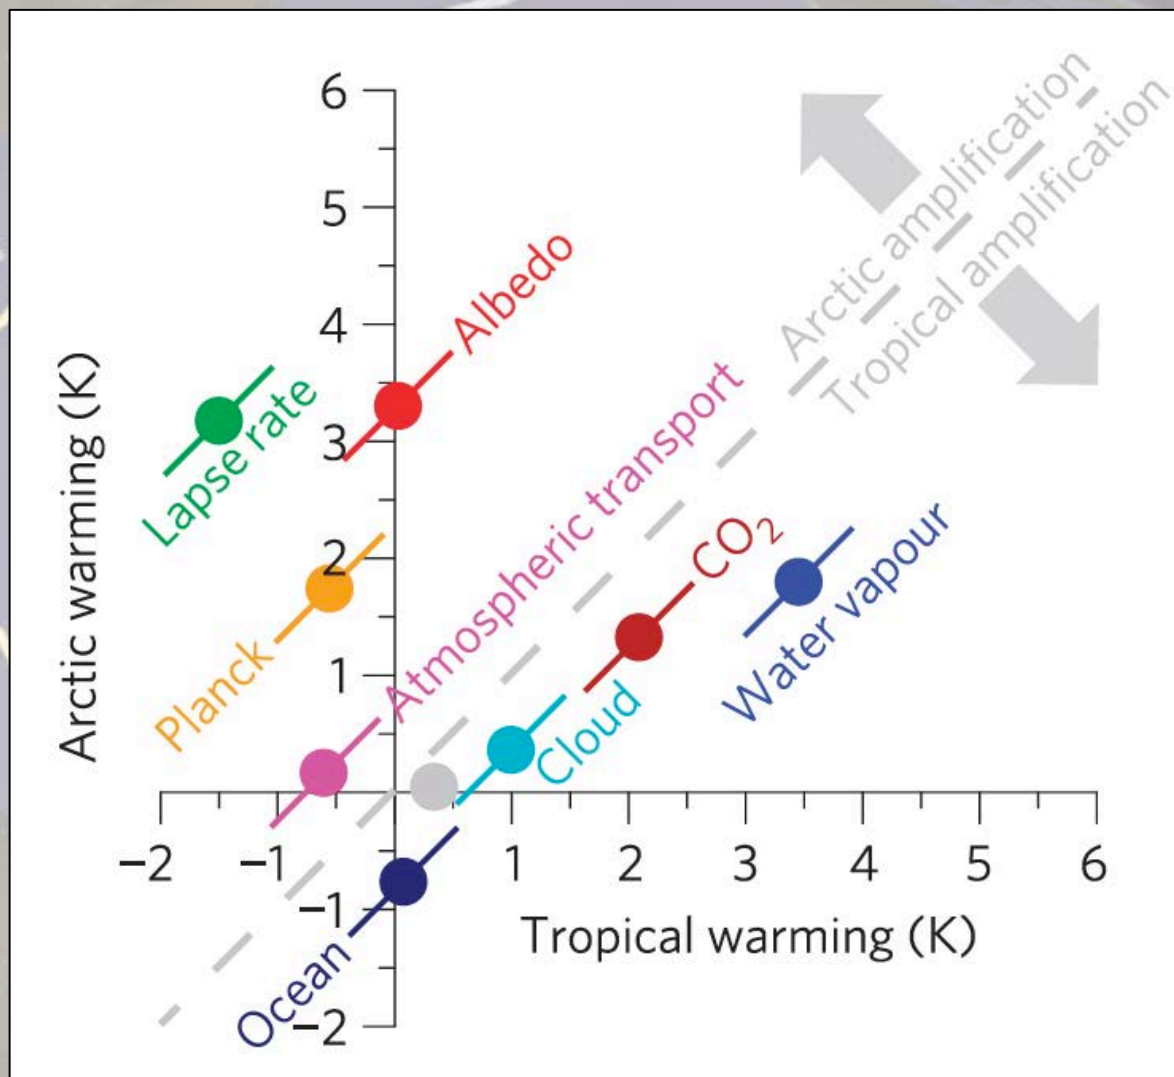 6
5
4
3
2
1
−1
−2
−2
−1
1
2
3
4
5
6
Arctic warming (K)
Tropical warming (K)
Arctic amplification
Tropical amplification
Albedo
Lapse rate
Planck
Atmospheric transport
CO₂
Water vapour
Cloud
Ocean